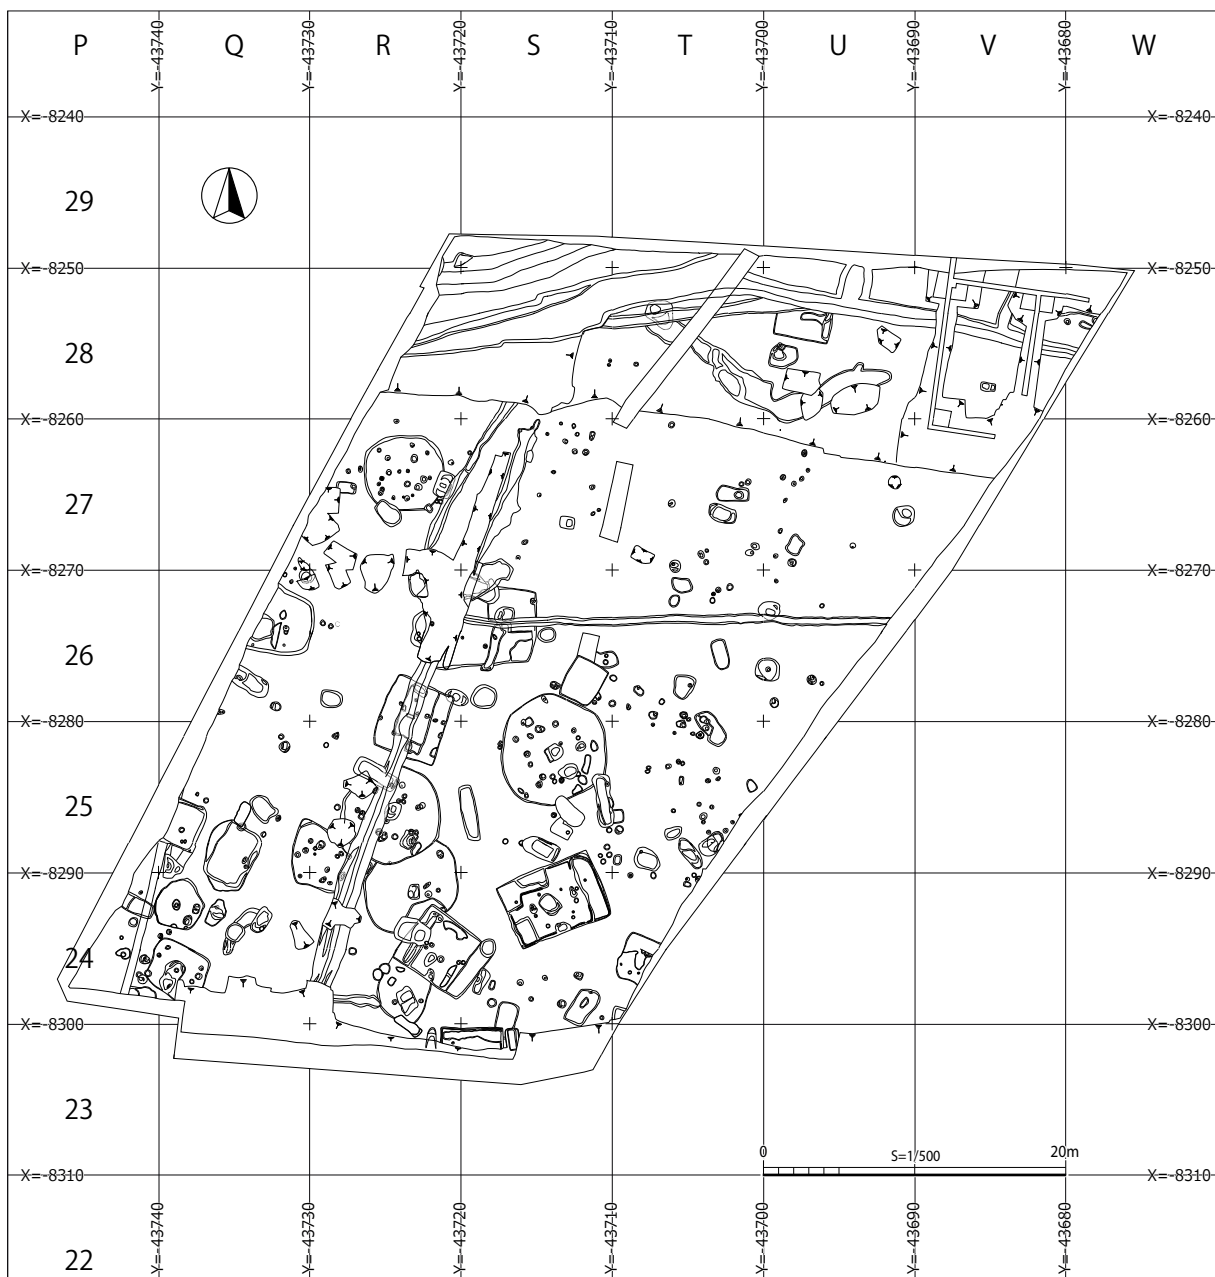 P Q R S T U V W
Y=-43740 Y=-43730 Y=-43720 Y=-43710 Y=-43700 Y=-43690 Y=-43680
X=-8240 X=-8240
29
X=-8250 X=-8250
28
X=-8260 X=-8260
27
X=-8270 X=-8270
26
X=-8280 X=-8280
25
X=-8290 X=-8290
24
X=-8300 X=-8300
23
0 S=1/500 20m
X=-8310 X=-8310
Y=-43740 Y=-43730 Y=-43720 Y=-43710 Y=-43700 Y=-43690 Y=-43680
22